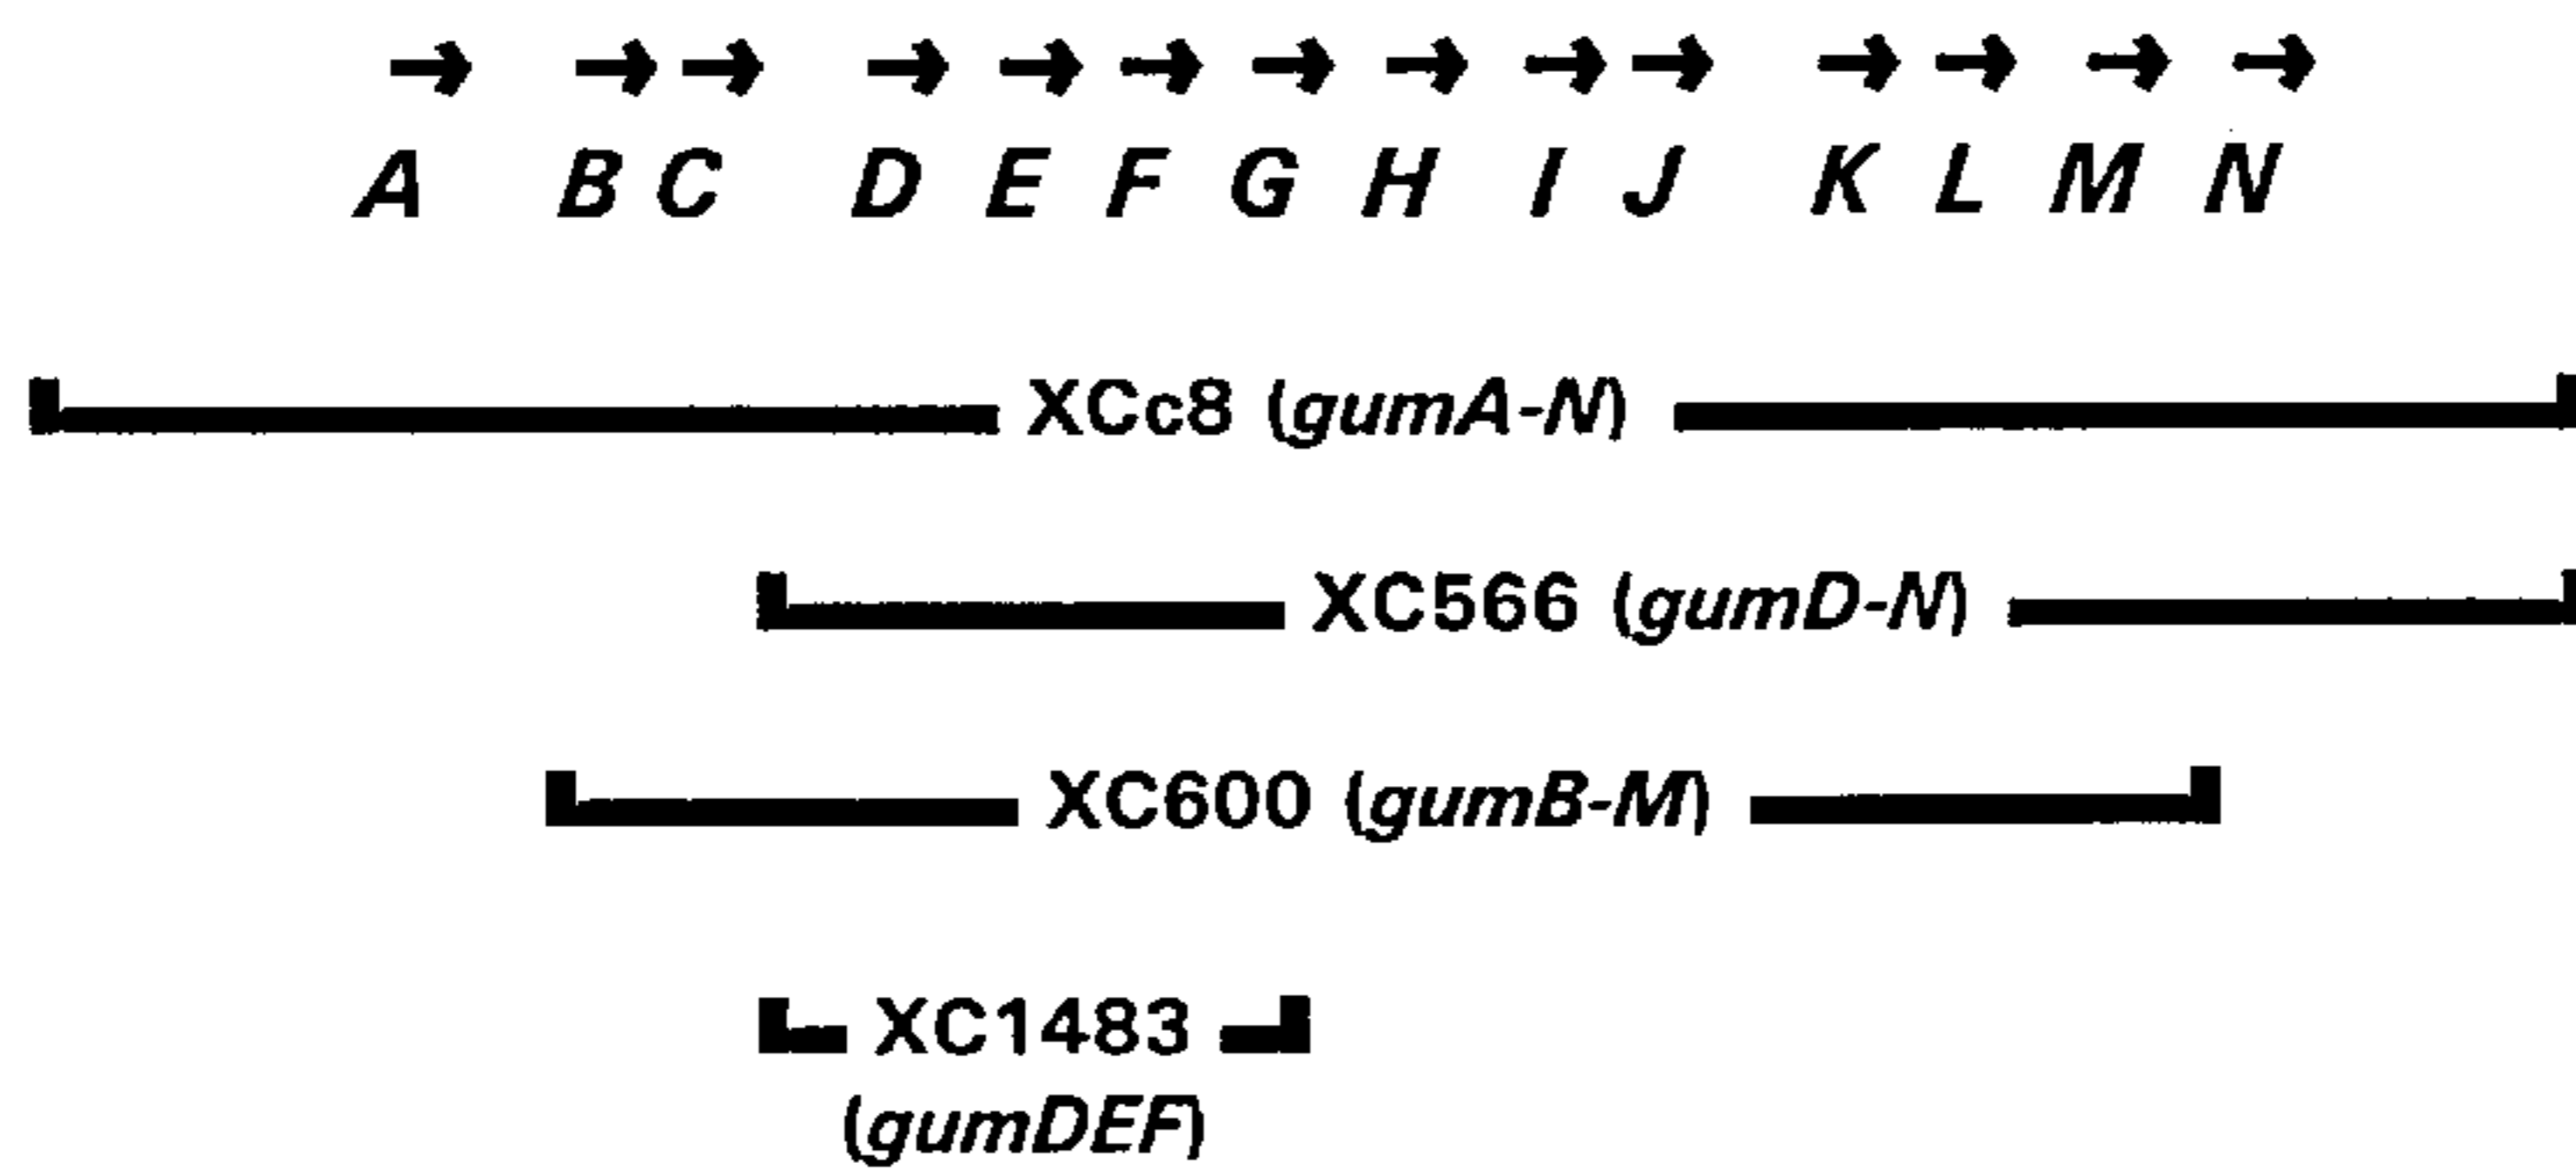 A B C D E F G H I J K L M N
XCc8 (gumA-N)
XC566 (gumD-N)
XC600 (gumB-M)
XC1483
(gumDEF)